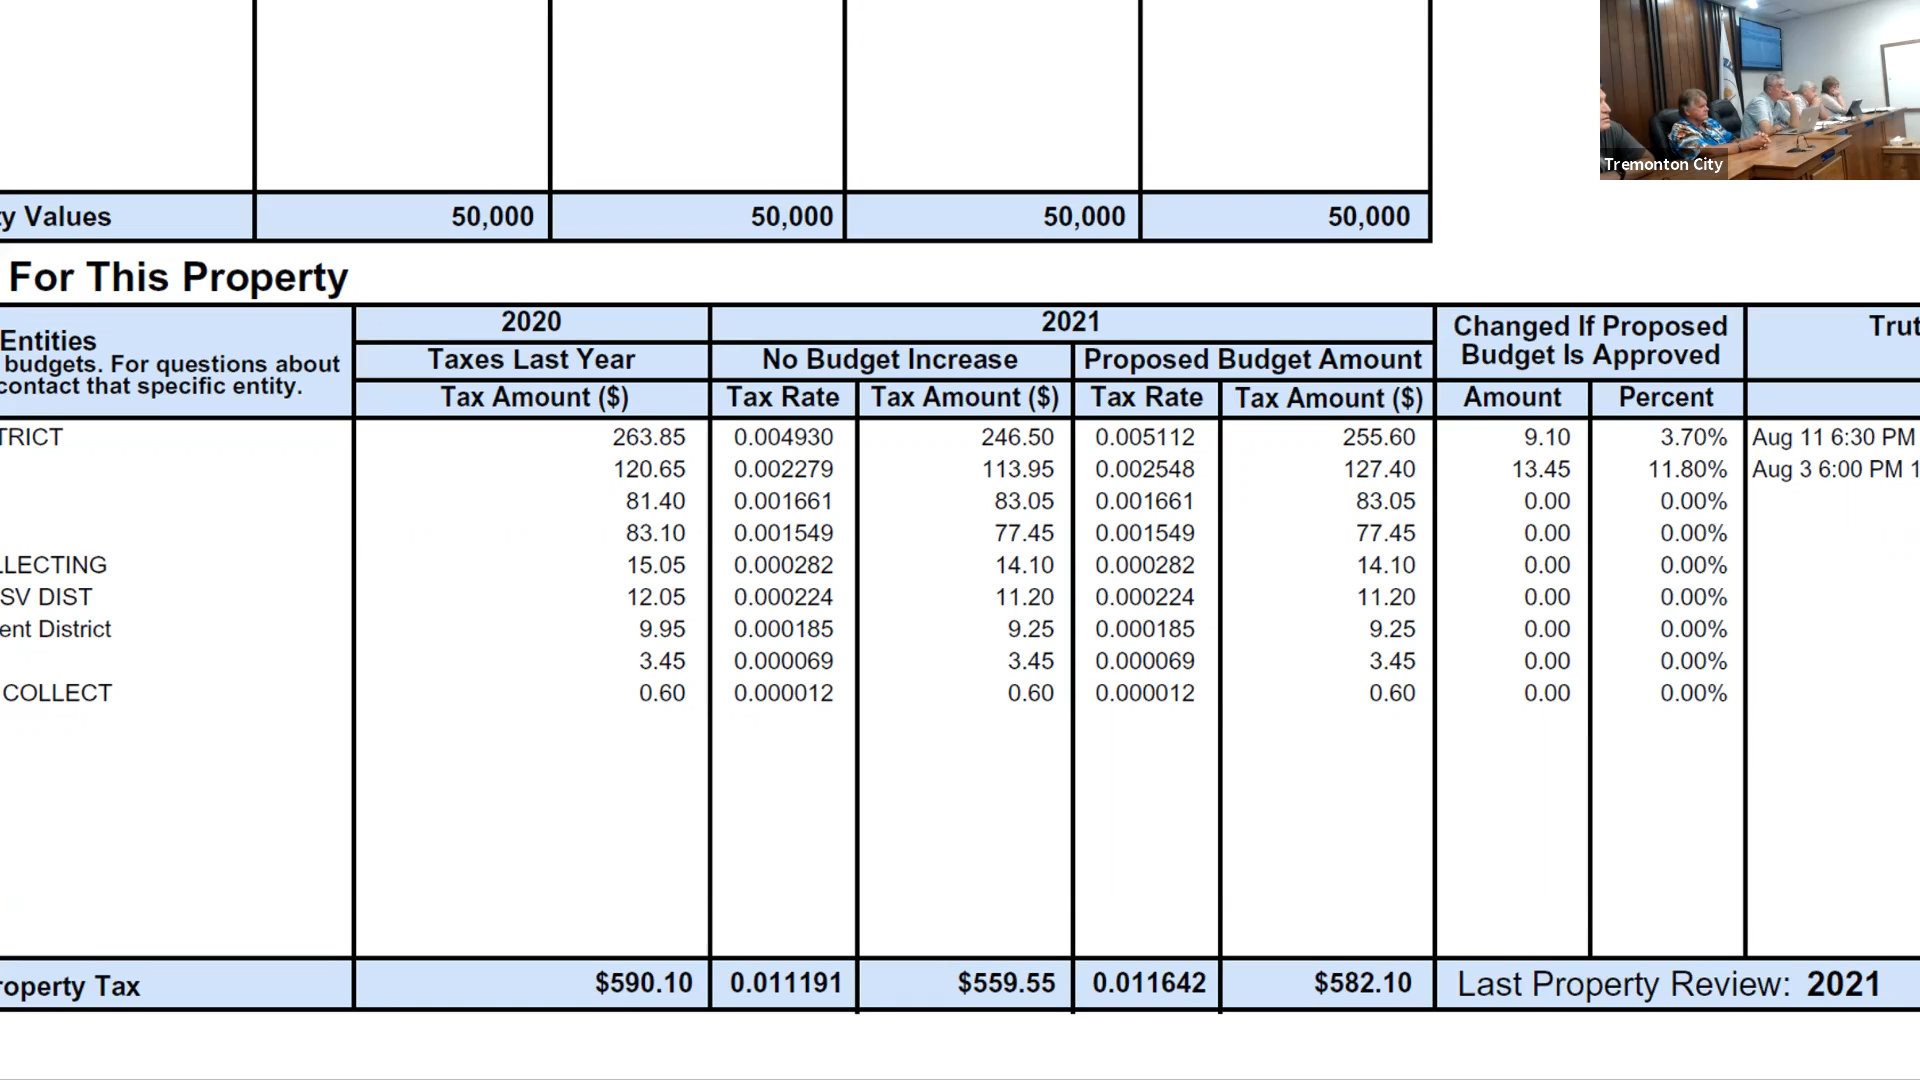 Tremonton City
ty Values 50,000 50,000 50,000 50,000
For This Property
Entities
budgets. For questions about
contact that specific entity.
2020 2021 Changed If Proposed Budget Is Approved Trut
Taxes Last Year No Budget Increase Proposed Budget Amount
Tax Amount ($) Tax Rate Tax Amount ($) Tax Rate Tax Amount ($) Amount Percent
TRICT 263.85 0.004930 246.50 0.005112 255.60 9.10 3.70% Aug 11 6:30 PM
120.65 0.002279 113.95 0.002548 127.40 13.45 11.80% Aug 3 6:00 PM 1
81.40 0.001661 83.05 0.001661 83.05 0.00 0.00%
83.10 0.001549 77.45 0.001549 77.45 0.00 0.00%
LLECTING 15.05 0.000282 14.10 0.000282 14.10 0.00 0.00%
SV DIST 12.05 0.000224 11.20 0.000224 11.20 0.00 0.00%
ent District 9.95 0.000185 9.25 0.000185 9.25 0.00 0.00%
3.45 0.000069 3.45 0.000069 3.45 0.00 0.00%
COLLECT 0.60 0.000012 0.60 0.000012 0.60 0.00 0.00%
roperty Tax $590.10 0.011191 $559.55 0.011642 $582.10 Last Property Review: 2021